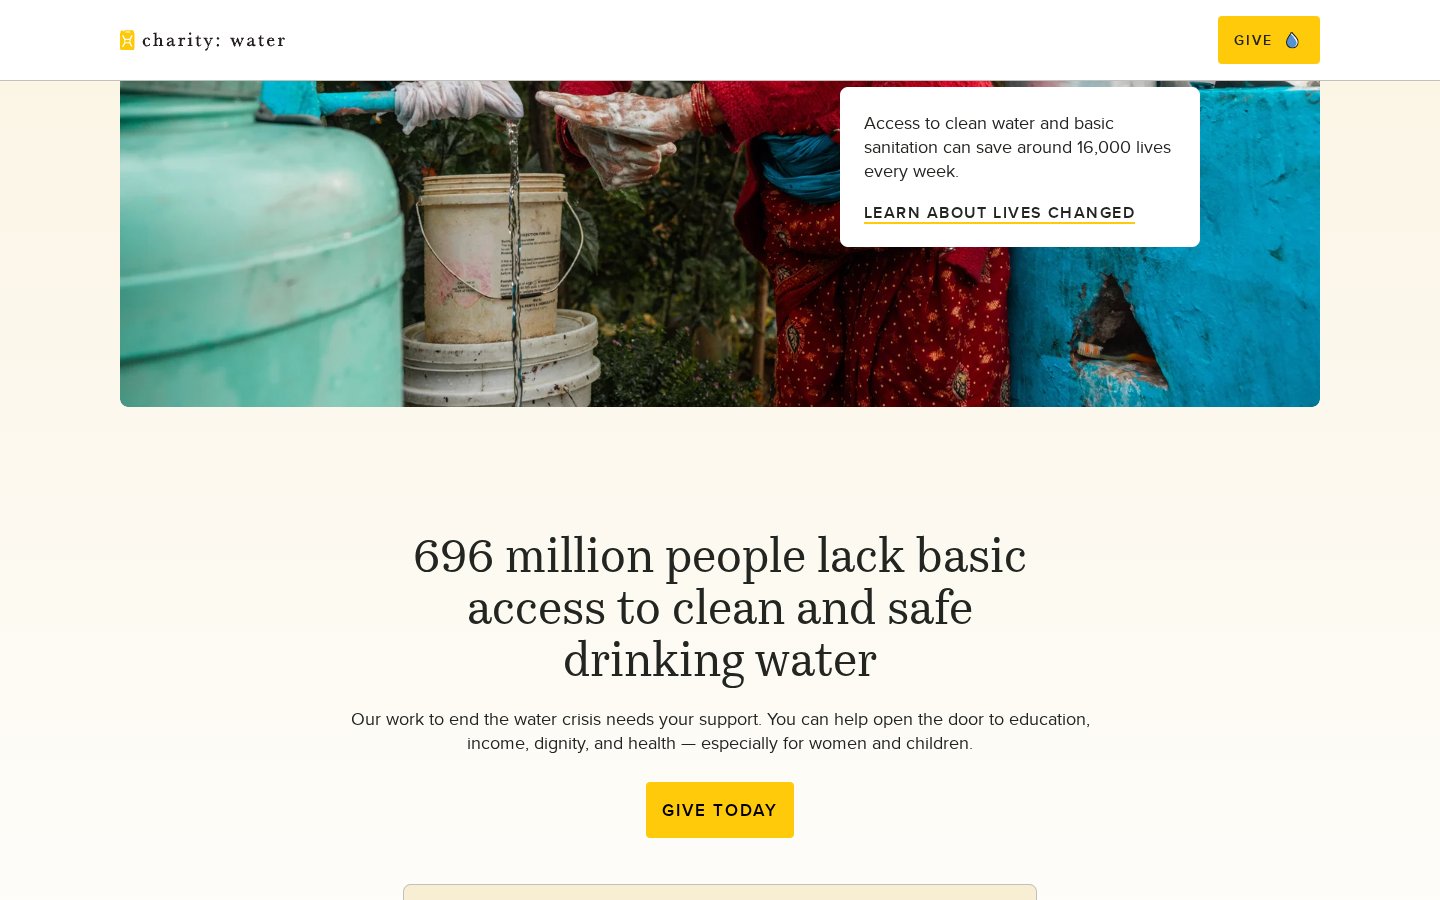 charity: water
GIVE
Access to clean water and basic
sanitation can save around 16,000 lives
every week.
LEARN ABOUT LIVES CHANGED
696 million people lack basic
access to clean and safe
drinking water
Our work to end the water crisis needs your support. You can help open the door to education,
income, dignity, and health — especially for women and children.
GIVE TODAY